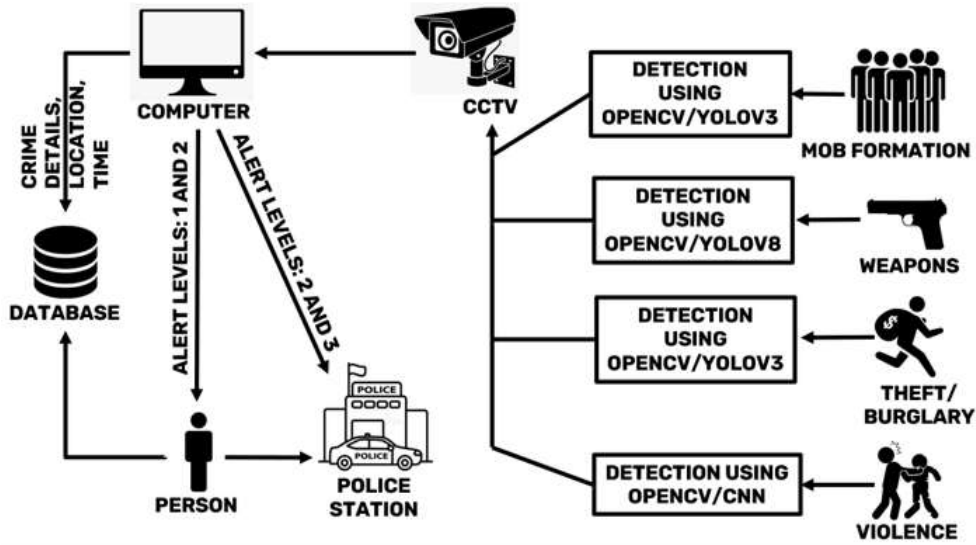 COMPUTER
CCTV
DETECTION
USING
OPENCV/YOLOV3
MOB FORMATION
CRIME
DETAILS,
LOCATION,
TIME
ALERT LEVELS: 1 AND 2
ALERT LEVELS: 2 AND 3
DETECTION
USING
OPENCV/YOLOV8
WEAPONS
DATABASE
DETECTION
USING
OPENCV/YOLOV3
$
THEFT/
BURGLARY
POLICE
POLICE
PERSON
POLICE
STATION
DETECTION USING
OPENCV/CNN
VIOLENCE